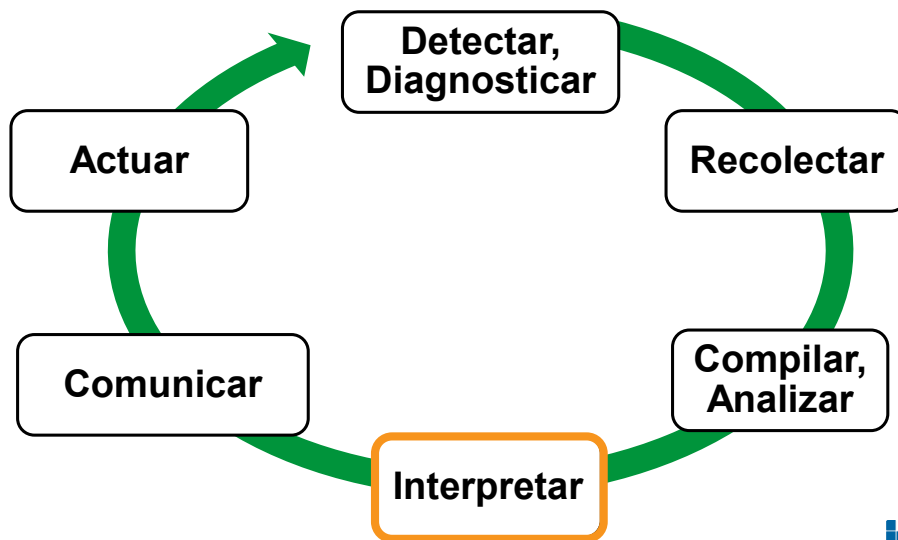 Detectar,
Diagnosticar
Recolectar
Compilar,
Analizar
Interpretar
Comunicar
Actuar